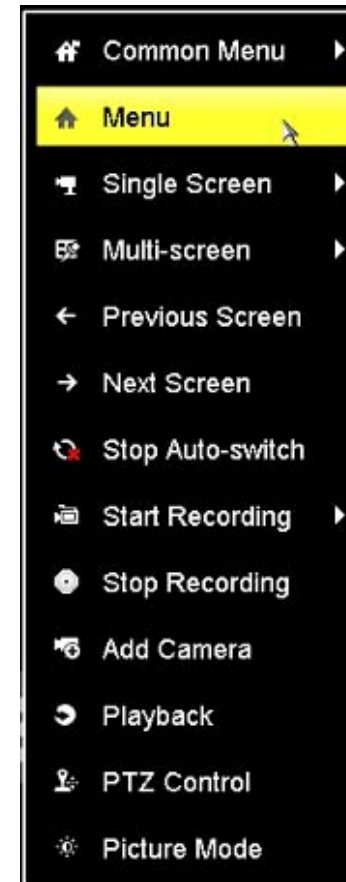 Common Menu
Menu
Single Screen
Multi-screen
Previous Screen
Next Screen
Stop Auto-switch
Start Recording
Stop Recording
Add Camera
Playback
PTZ Control
Picture Mode